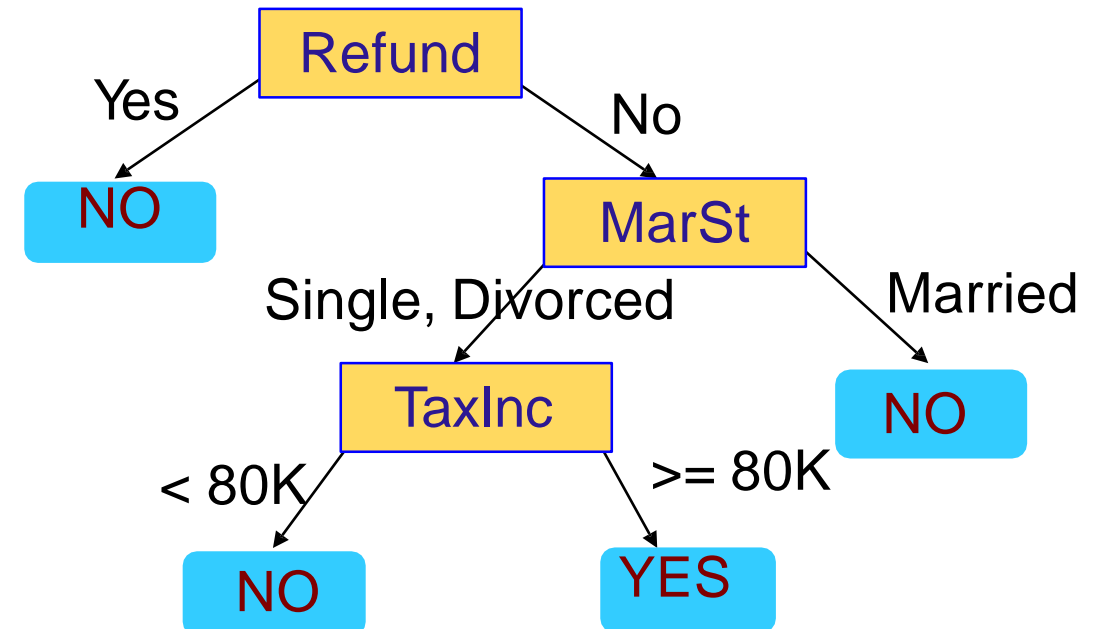 Refund
Yes
No
NO
MarSt
Single, Divorced
Married
TaxInc
NO
< 80K
>= 80K
NO
YES